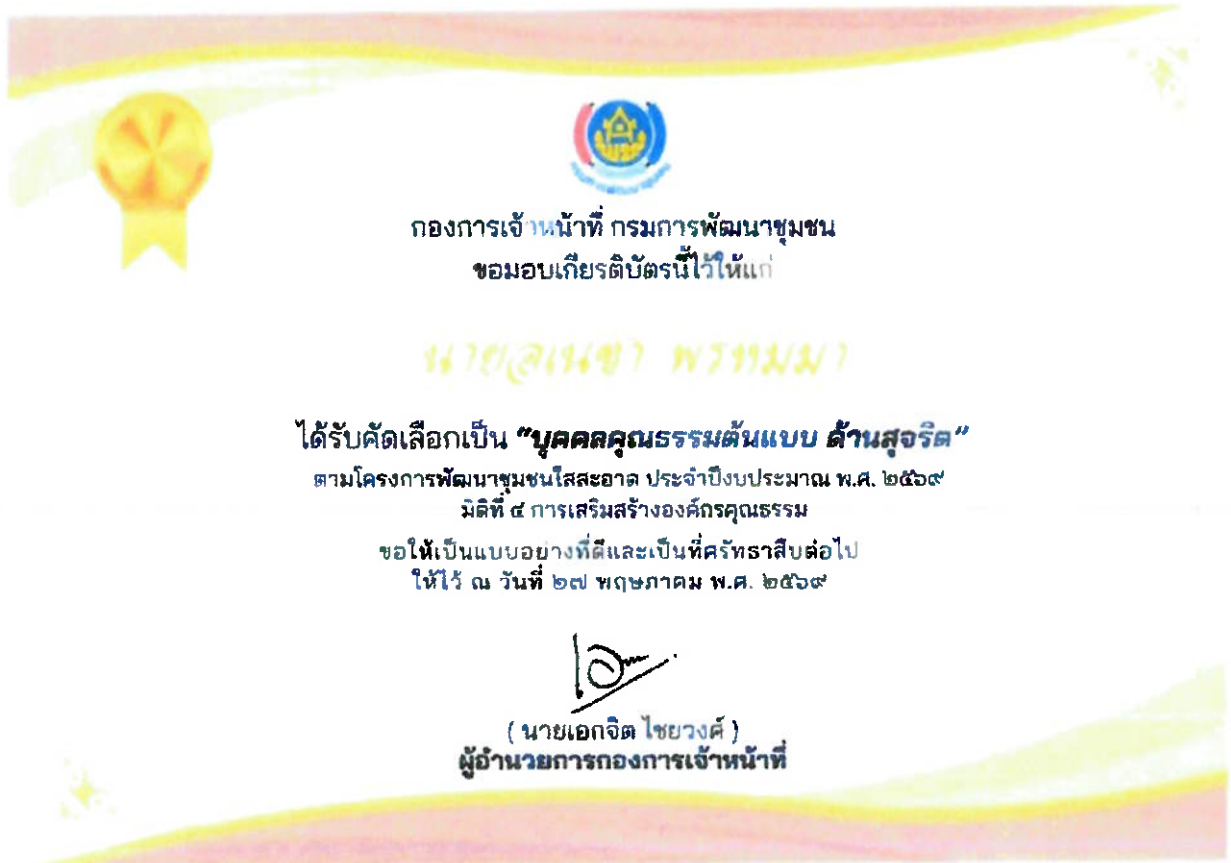 กองการเจ้าหน้าที่ กรมการพัฒนาชุมชน
ขอมอบเกียรติบัตรนี้ไว้ให้แก่
พรหมมา
ได้รับคัดเลือกเป็น “บุคคลคุณธรรมต้นแบบ ด้านสุจริต”
ตามโครงการพัฒนาชุมชนใสสะอาด ประจำปีงบประมาณ พ.ศ. ๒๕๖๙
มิติที่ ๔ การเสริมสร้างองค์กรคุณธรรม
ขอให้เป็นแบบอย่างที่ดีและเป็นที่ศรัทธาสืบต่อไป
ให้ไว้ ณ วันที่ ๒๗ พฤษภาคม พ.ศ. ๒๕๖๙
( นายเอกจิต ไชยวงศ์ )
ผู้อำนวยการกองการเจ้าหน้าที่